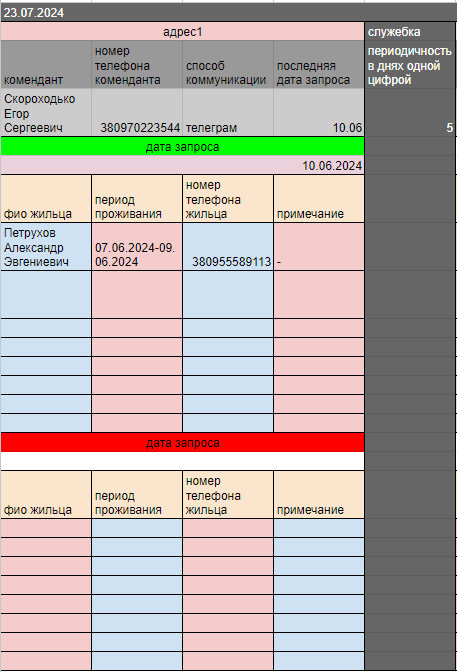 23.07.2024
адрес1 служебка
комендант номер телефона коменданта способ коммуникации последняя дата запроса периодичность в днях одной цифрой
Скороходько Егор Сергеевич 380970223544 телеграм 10.06 5
дата запроса
10.06.2024
фио жильца период проживания номер телефона жильца примечание
Петрухов Александр Эвгениевич 07.06.2024-09.06.2024 380955589113 -
дата запроса
фио жильца период проживания номер телефона жильца примечание